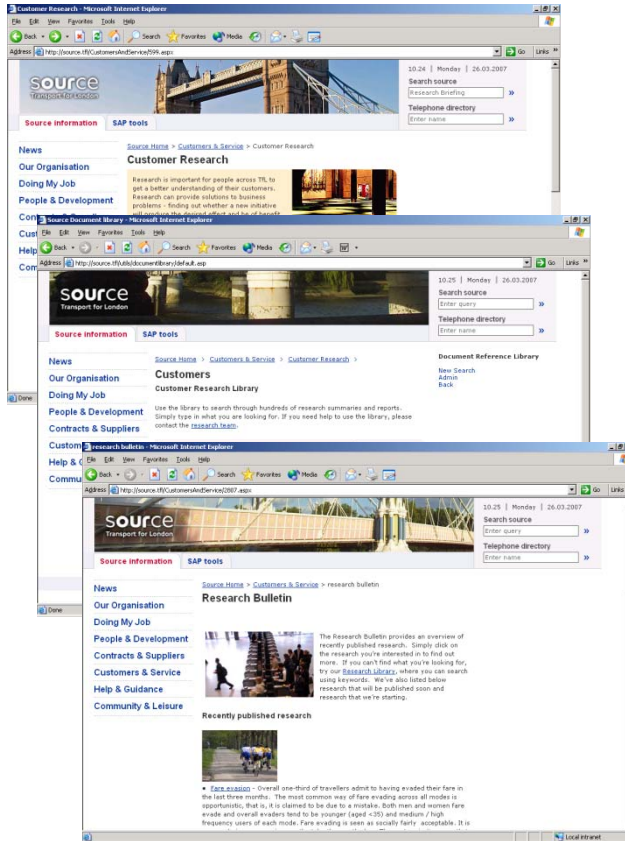 Customer Research - Microsoft Internet Explorer
File Edit View Favorites Tools Help
Back Search Favorites Media
Address http://source.tfl/CustomersAndService/599.aspx Go Links »
source
Transport for London
10.24 | Monday | 26.03.2007
Search source
Research Briefing »
Telephone directory
Enter name »
Source information SAP tools
News
Our Organisation
Doing My Job
People & Development
Source Home > Customers & Service > Customer Research
Customer Research
Research is important for people across TfL to
get a better understanding of their customers.
Research can provide solutions to business
problems - finding out whether a new initiative
will produce the desired effect and be of benefit
Done
Source Document library - Microsoft Internet Explorer
File Edit View Favorites Tools Help
Back Search Favorites Media
Address http://source.tfl/utils/documentlibrary/default.asp Go Links »
source
Transport for London
10.25 | Monday | 26.03.2007
Search source
Enter query »
Telephone directory
Enter name »
Source information SAP tools
News
Our Organisation
Doing My Job
People & Development
Contracts & Suppliers
Source Home > Customers & Service > Customer Research >
Customers
Customer Research Library
Use the library to search through hundreds of research summaries and reports.
Simply type in what you are looking for. If you need help to use the library, please
contact the research team.
Document Reference Library
New Search
Admin
Back
Done
research bulletin - Microsoft Internet Explorer
File Edit View Favorites Tools Help
Back Search Favorites Media
Address http://source.tfl/CustomersAndService/2807.aspx Go Links
source
Transport for London
10.25 | Monday | 26.03.2007
Search source
Enter query »
Telephone directory
Enter name »
Source information SAP tools
News
Our Organisation
Doing My Job
People & Development
Contracts & Suppliers
Customers & Service
Help & Guidance
Community & Leisure
Source Home > Customers & Service > research bulletin
Research Bulletin
The Research Bulletin provides an overview of
recently published research. Simply click on
the research you're interested in to find out
more. If you can't find what you're looking for,
try our Research Library, where you can search
using keywords. We've also listed below
research that will be published soon and
research that we're starting.
Recently published research
• Fare evasion - Overall one-third of travellers admit to having evaded their fare in
the last three months. The most common way of fare evading across all modes is
opportunistic, that is, it is claimed to be due to a mistake. Both men and women fare
evade and overall evaders tend to be younger (aged <35) and medium / high
frequency users of each mode. Fare evading is seen as socially fairly acceptable. It is
Local intranet